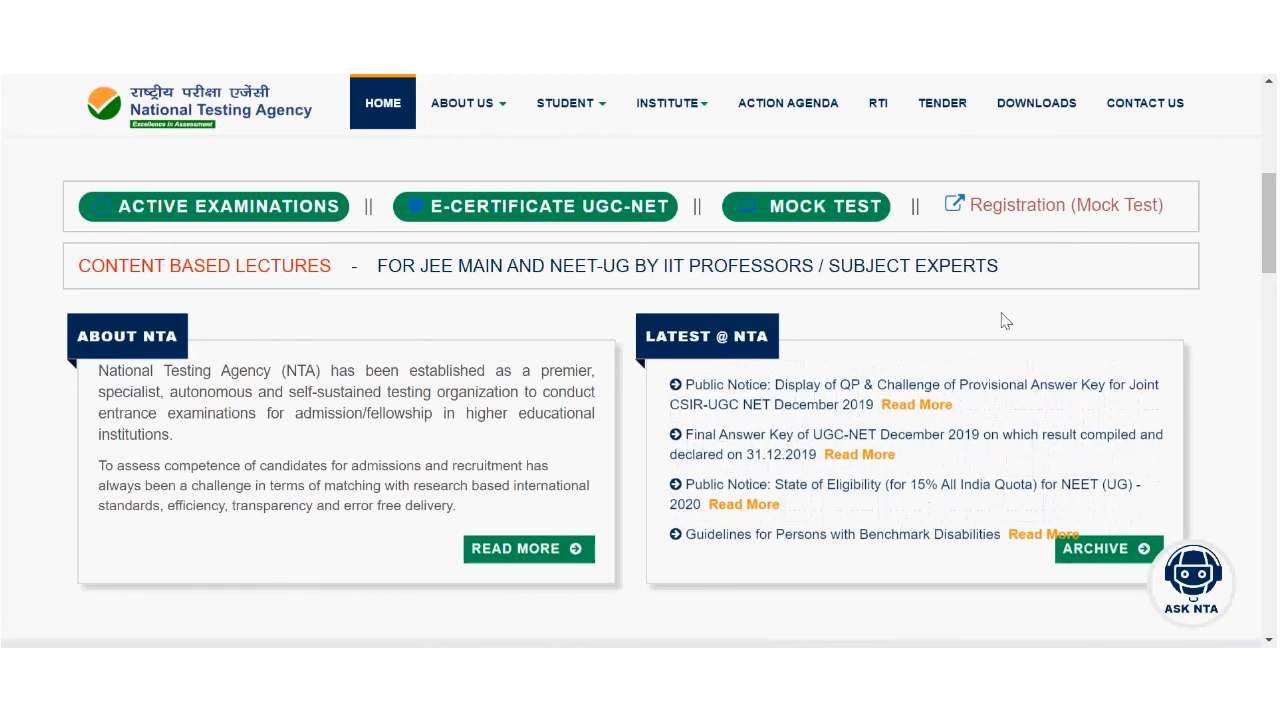 राष्ट्रीय परीक्षा एजेंसी
National Testing Agency
Excellence in Assessment
HOME
ABOUT US
STUDENT
INSTITUTE
ACTION AGENDA
RTI
TENDER
DOWNLOADS
CONTACT US
ACTIVE EXAMINATIONS || E-CERTIFICATE UGC-NET || MOCK TEST || Registration (Mock Test)
CONTENT BASED LECTURES - FOR JEE MAIN AND NEET-UG BY IIT PROFESSORS / SUBJECT EXPERTS
ABOUT NTA
National Testing Agency (NTA) has been established as a premier,
specialist, autonomous and self-sustained testing organization to conduct
entrance examinations for admission/fellowship in higher educational
institutions.
To assess competence of candidates for admissions and recruitment has
always been a challenge in terms of matching with research based international
standards, efficiency, transparency and error free delivery.
READ MORE
LATEST @ NTA
Public Notice: Display of QP & Challenge of Provisional Answer Key for Joint
CSIR-UGC NET December 2019 Read More
Final Answer Key of UGC-NET December 2019 on which result compiled and
declared on 31.12.2019 Read More
Public Notice: State of Eligibility (for 15% All India Quota) for NEET (UG) -
2020 Read More
Guidelines for Persons with Benchmark Disabilities Read More
ARCHIVE
ASK NTA